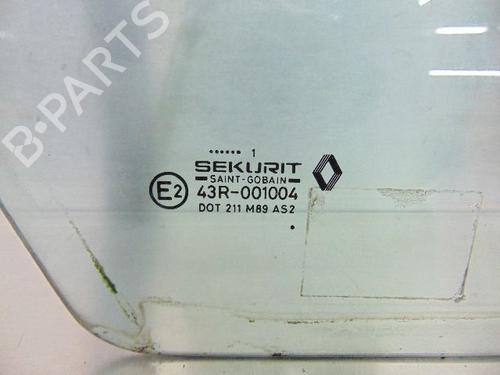 B-PARTS
...... 1
SEKURIT
SAINT-GOBAIN
E2 43R-001004
DOT 211 M89 AS2